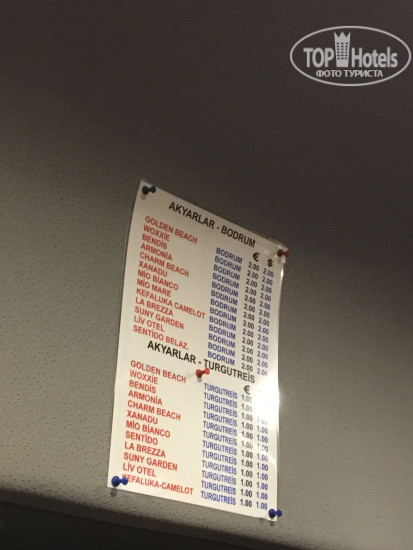 TOP Hotels
ФОТО ТУРИСТА
AKYARLAR - BODRUM
€ $
GOLDEN BEACH BODRUM 2.00 2.00
WOXXİE BODRUM 2.00 2.00
BENDİS BODRUM 2.00 2.00
ARMONİA BODRUM 2.00 2.00
CHARM BEACH BODRUM 2.00 2.00
XANADU BODRUM 2.00 2.00
MİO BİANCO BODRUM 2.00 2.00
MİO MARE BODRUM 2.00 2.00
KEFALUKA CAMELOT BODRUM 2.00 2.00
LA BREZZA BODRUM 2.00 2.00
SUNY GARDEN BODRUM 2.00 2.00
LİV OTEL BODRUM 2.00 2.00
SENTİDO BELAZ.
AKYARLAR - TURGUTREİS
€
GOLDEN BEACH TURGUTREİS 1.00 1.00
WOXXİE TURGUTREİS 1.00 1.00
BENDİS TURGUTREİS 1.00 1.00
ARMONİA TURGUTREİS 1.00 1.00
CHARM BEACH TURGUTREİS 1.00 1.00
XANADU TURGUTREİS 1.00 1.00
MİO BİANCO TURGUTREİS 1.00 1.00
SENTİDO TURGUTREİS 1.00 1.00
LA BREZZA TURGUTREİS 1.00 1.00
SUNY GARDEN TURGUTREİS 1.00 1.00
LİV OTEL TURGUTREİS 1.00 1.00
KEFALUKA-CAMELOT TURGUTREİS 1.00 1.00